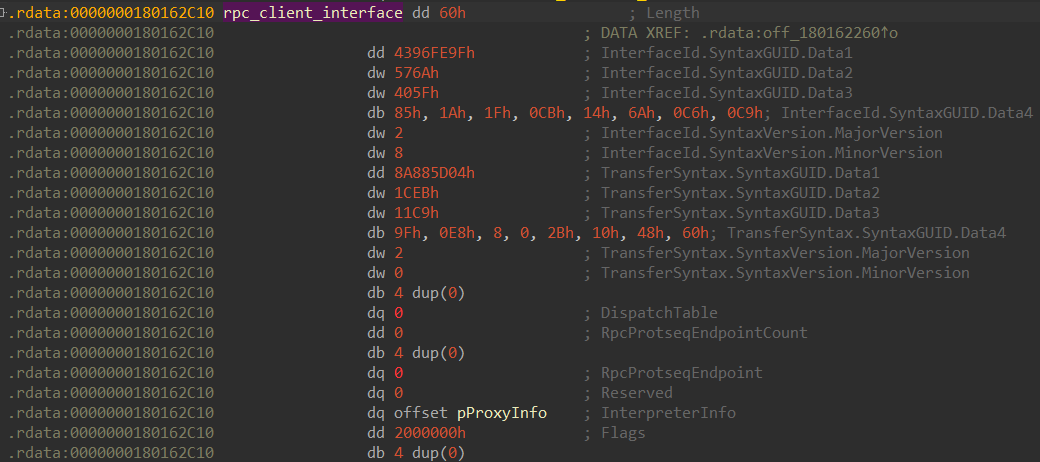 .rdata:0000000180162C10 rpc_client_interface dd 60h ; Length
.rdata:0000000180162C10 ; DATA XREF: .rdata:off_180162260↑o
.rdata:0000000180162C10 dd 4396FE9Fh ; InterfaceId.SyntaxGUID.Data1
.rdata:0000000180162C10 dw 576Ah ; InterfaceId.SyntaxGUID.Data2
.rdata:0000000180162C10 dw 405Fh ; InterfaceId.SyntaxGUID.Data3
.rdata:0000000180162C10 db 85h, 1Ah, 1Fh, 0CBh, 14h, 6Ah, 0C6h, 0C9h; InterfaceId.SyntaxGUID.Data4
.rdata:0000000180162C10 dw 2 ; InterfaceId.SyntaxVersion.MajorVersion
.rdata:0000000180162C10 dw 8 ; InterfaceId.SyntaxVersion.MinorVersion
.rdata:0000000180162C10 dd 8A885D04h ; TransferSyntax.SyntaxGUID.Data1
.rdata:0000000180162C10 dw 1CEBh ; TransferSyntax.SyntaxGUID.Data2
.rdata:0000000180162C10 dw 11C9h ; TransferSyntax.SyntaxGUID.Data3
.rdata:0000000180162C10 db 9Fh, 0E8h, 8, 0, 2Bh, 10h, 48h, 60h; TransferSyntax.SyntaxGUID.Data4
.rdata:0000000180162C10 dw 2 ; TransferSyntax.SyntaxVersion.MajorVersion
.rdata:0000000180162C10 dw 0 ; TransferSyntax.SyntaxVersion.MinorVersion
.rdata:0000000180162C10 db 4 dup(0)
.rdata:0000000180162C10 dq 0 ; DispatchTable
.rdata:0000000180162C10 dd 0 ; RpcProtseqEndpointCount
.rdata:0000000180162C10 db 4 dup(0)
.rdata:0000000180162C10 dq 0 ; RpcProtseqEndpoint
.rdata:0000000180162C10 dq 0 ; Reserved
.rdata:0000000180162C10 dq offset pProxyInfo ; InterpreterInfo
.rdata:0000000180162C10 dd 2000000h ; Flags
.rdata:0000000180162C10 db 4 dup(0)